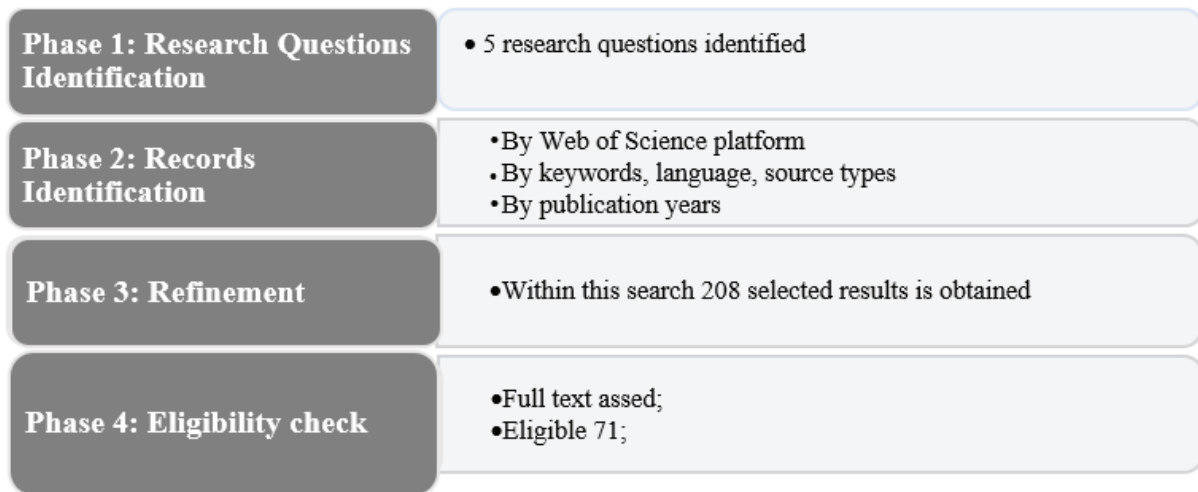 Phase 1: Research Questions
Identification
• 5 research questions identified
Phase 2: Records
Identification
•By Web of Science platform
•By keywords, language, source types
•By publication years
Phase 3: Refinement
•Within this search 208 selected results is obtained
Phase 4: Eligibility check
•Full text assed;
•Eligible 71;